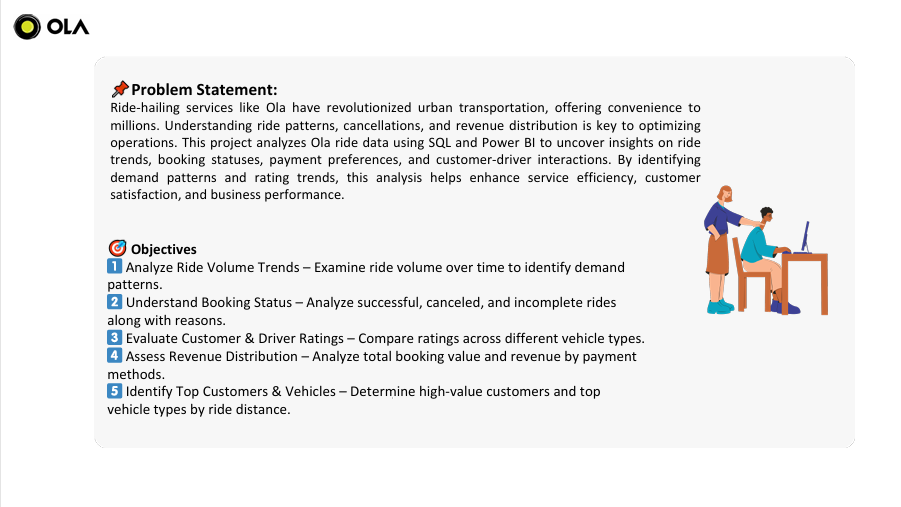 OLA
📌Problem Statement:
Ride-hailing services like Ola have revolutionized urban transportation, offering convenience to
millions. Understanding ride patterns, cancellations, and revenue distribution is key to optimizing
operations. This project analyzes Ola ride data using SQL and Power BI to uncover insights on ride
trends, booking statuses, payment preferences, and customer-driver interactions. By identifying
demand patterns and rating trends, this analysis helps enhance service efficiency, customer
satisfaction, and business performance.
🎯 Objectives
1️⃣ Analyze Ride Volume Trends – Examine ride volume over time to identify demand
patterns.
2️⃣ Understand Booking Status – Analyze successful, canceled, and incomplete rides
along with reasons.
3️⃣ Evaluate Customer & Driver Ratings – Compare ratings across different vehicle types.
4️⃣ Assess Revenue Distribution – Analyze total booking value and revenue by payment
methods.
5️⃣ Identify Top Customers & Vehicles – Determine high-value customers and top
vehicle types by ride distance.